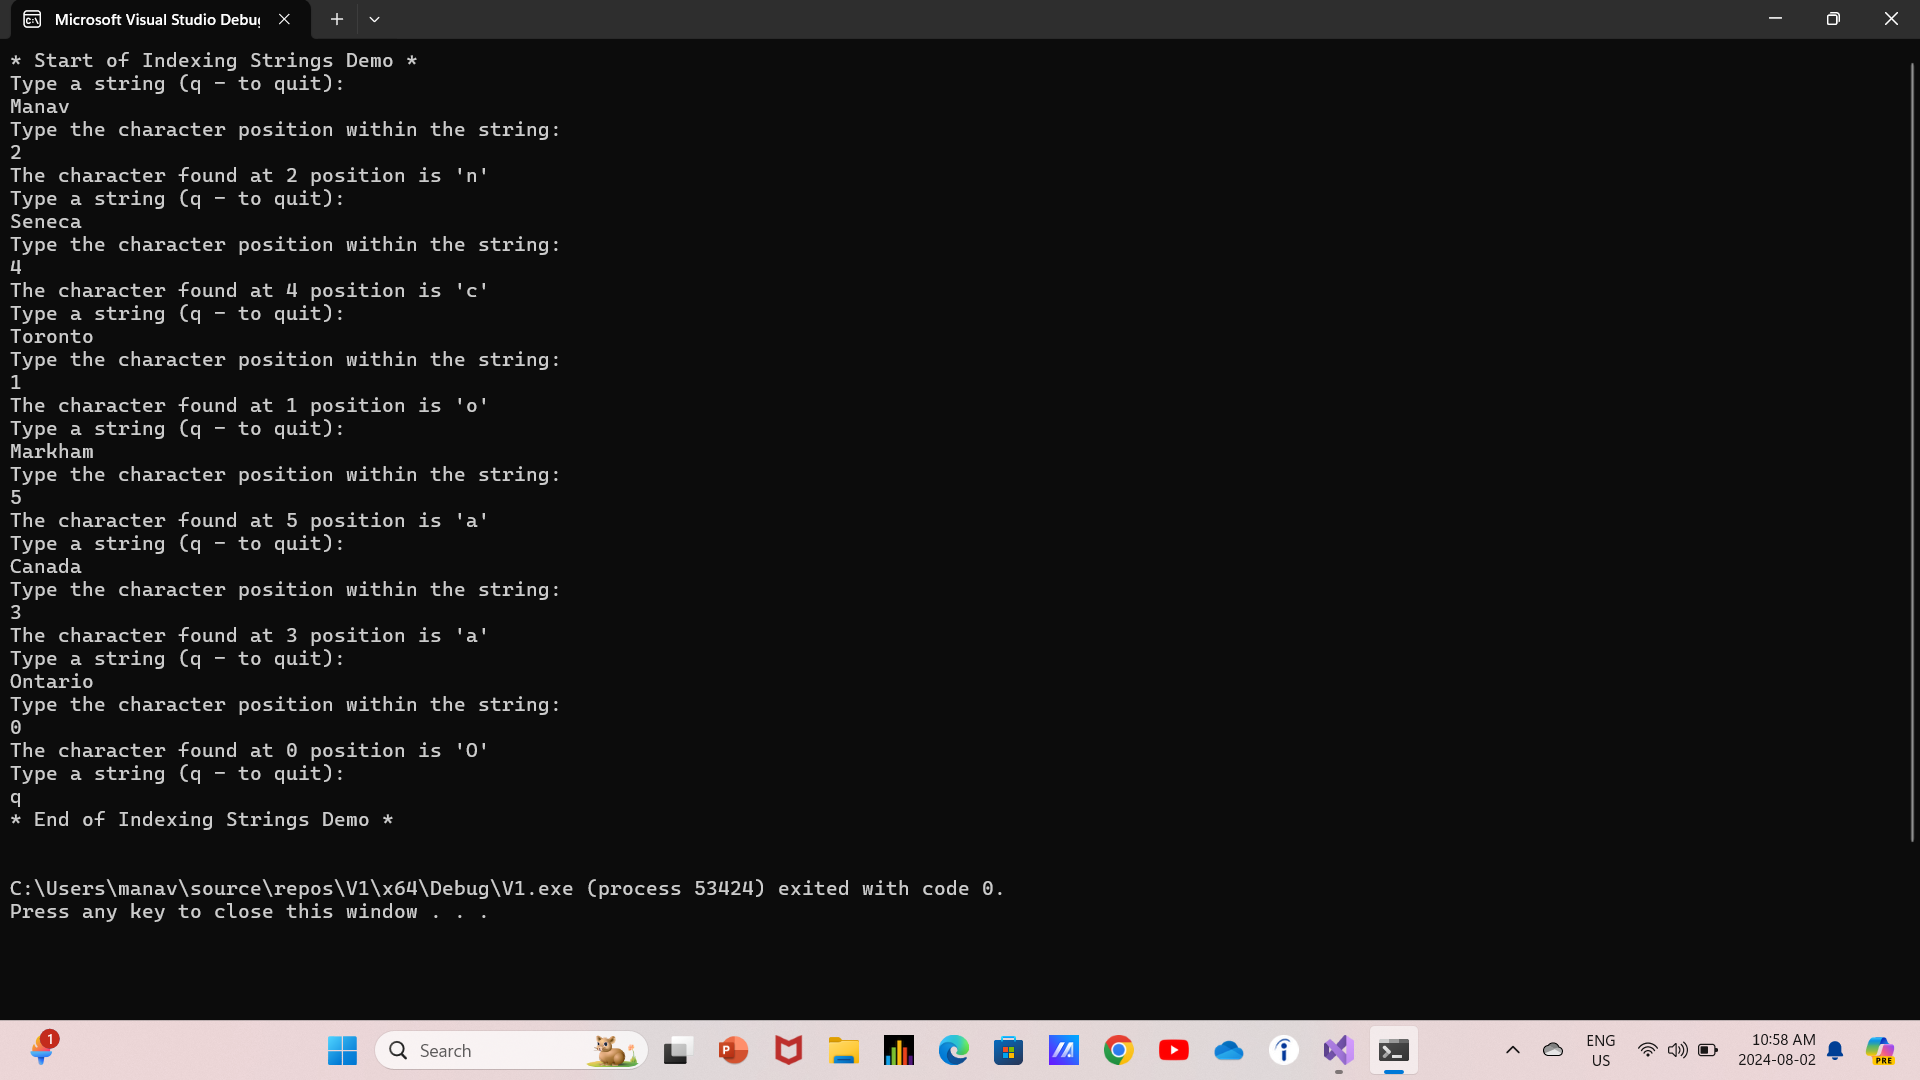 Microsoft Visual Studio Debug
* Start of Indexing Strings Demo *
Type a string (q - to quit):
Manav
Type the character position within the string:
2
The character found at 2 position is 'n'
Type a string (q - to quit):
Seneca
Type the character position within the string:
4
The character found at 4 position is 'c'
Type a string (q - to quit):
Toronto
Type the character position within the string:
1
The character found at 1 position is 'o'
Type a string (q - to quit):
Markham
Type the character position within the string:
5
The character found at 5 position is 'a'
Type a string (q - to quit):
Canada
Type the character position within the string:
3
The character found at 3 position is 'a'
Type a string (q - to quit):
Ontario
Type the character position within the string:
0
The character found at 0 position is 'O'
Type a string (q - to quit):
q
* End of Indexing Strings Demo *
C:\Users\manav\source\repos\V1\x64\Debug\V1.exe (process 53424) exited with code 0.
Press any key to close this window . . .
1
Search
ENG
US
10:58 AM
2024-08-02
PRE